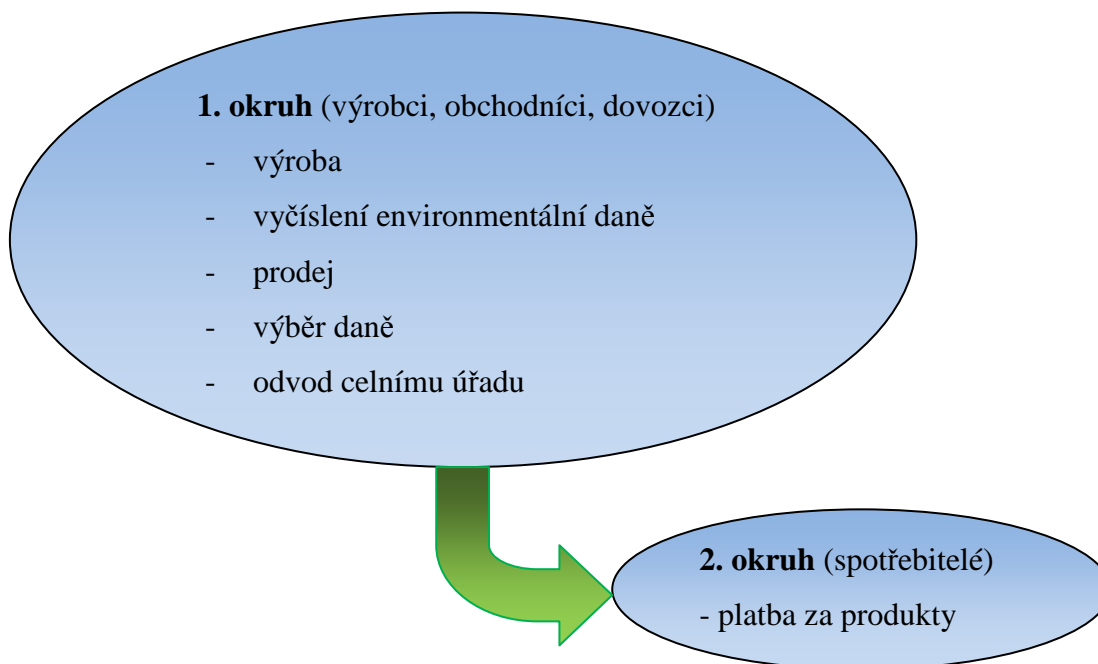 1. okruh (výrobci, obchodníci, dovozci)
- výroba
- vyčíslení environmentální daně
- prodej
- výběr daně
- odvod celnímu úřadu
2. okruh (spotřebitelé)
- platba za produkty